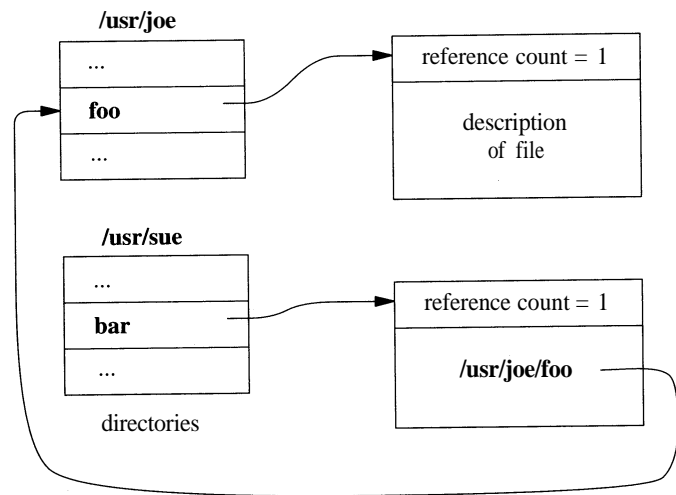 /usr/joe
...
foo
...
reference count = 1
description
of file
/usr/sue
...
bar
...
directories
reference count = 1
/usr/joe/foo